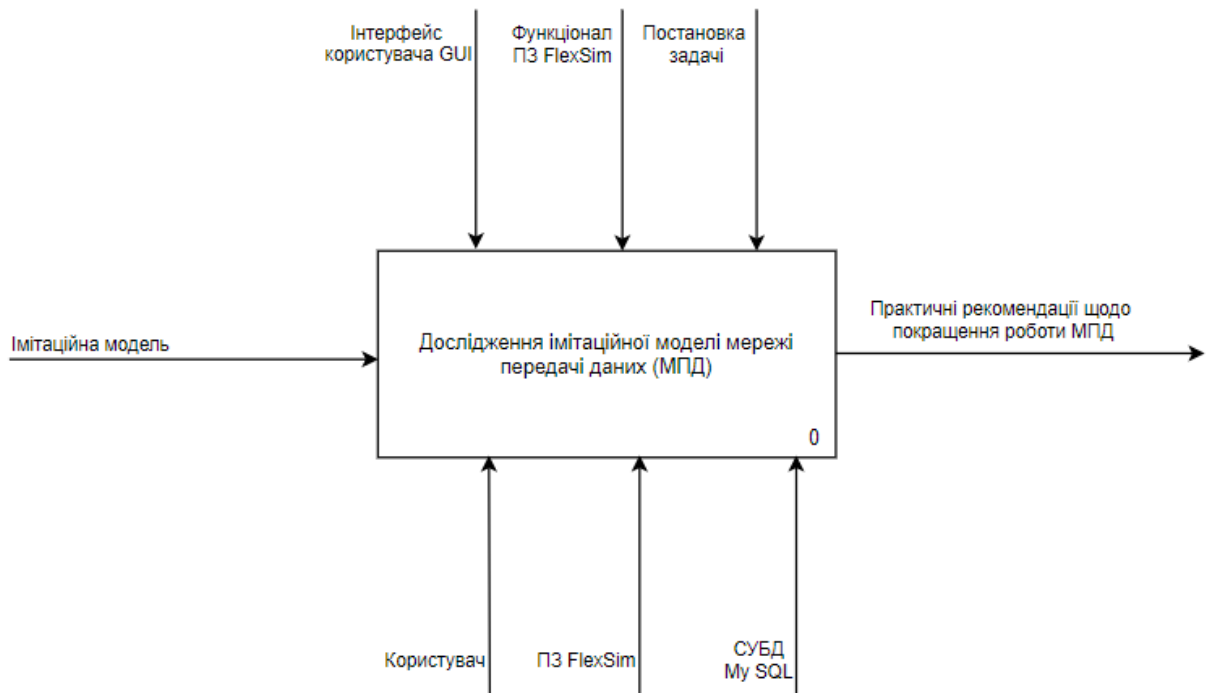 Інтерфейс
користувача GUI
Функціонал
ПЗ FlexSim
Постановка
задачі
Імітаційна модель
Дослідження імітаційної моделі мережі
передачі даних (МПД)
0
Практичні рекомендації щодо
покращення роботи МПД
Користувач
ПЗ FlexSim
СУБД
My SQL